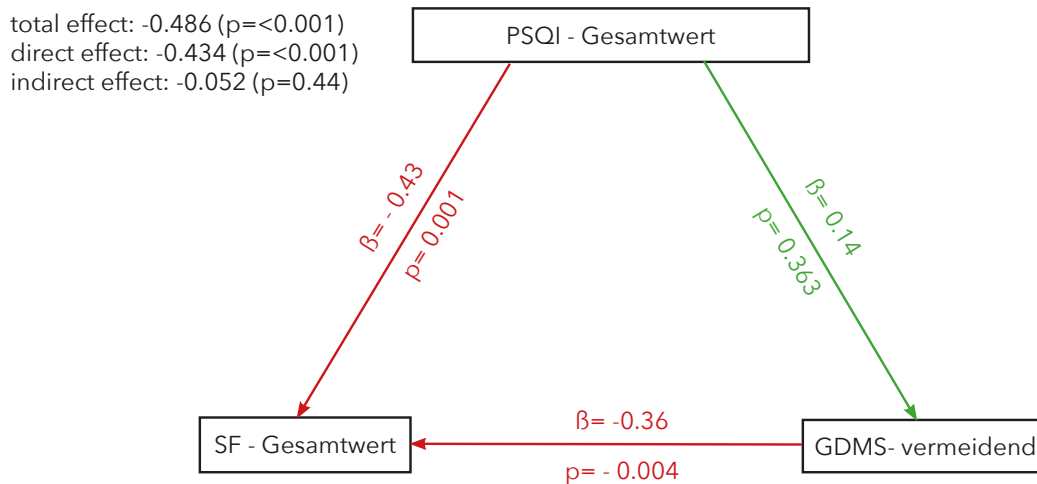 total effect: -0.486 (p=<0.001)
direct effect: -0.434 (p=<0.001)
indirect effect: -0.052 (p=0.44)
PSQI - Gesamtwert
ß= - 0.43
p= 0.001
ß= 0.14
p= 0.363
SF - Gesamtwert
ß= -0.36
p= - 0.004
GDMS- vermeidend